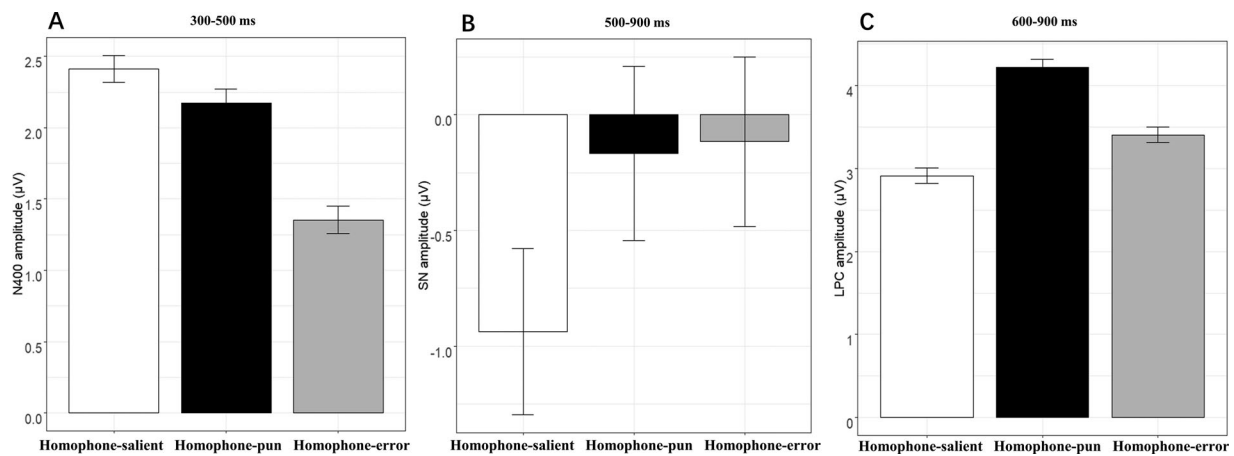 A
300-500 ms
N400 amplitude (μV)
2.5
2.0
1.5
1.0
0.5
0.0
Homophone-salient Homophone-pun Homophone-error
B
500-900 ms
SN amplitude (μV)
0.0
-0.5
-1.0
Homophone-salient Homophone-pun Homophone-error
C
600-900 ms
LPC amplitude (μV)
4
3
2
1
0
Homophone-salient Homophone-pun Homophone-error